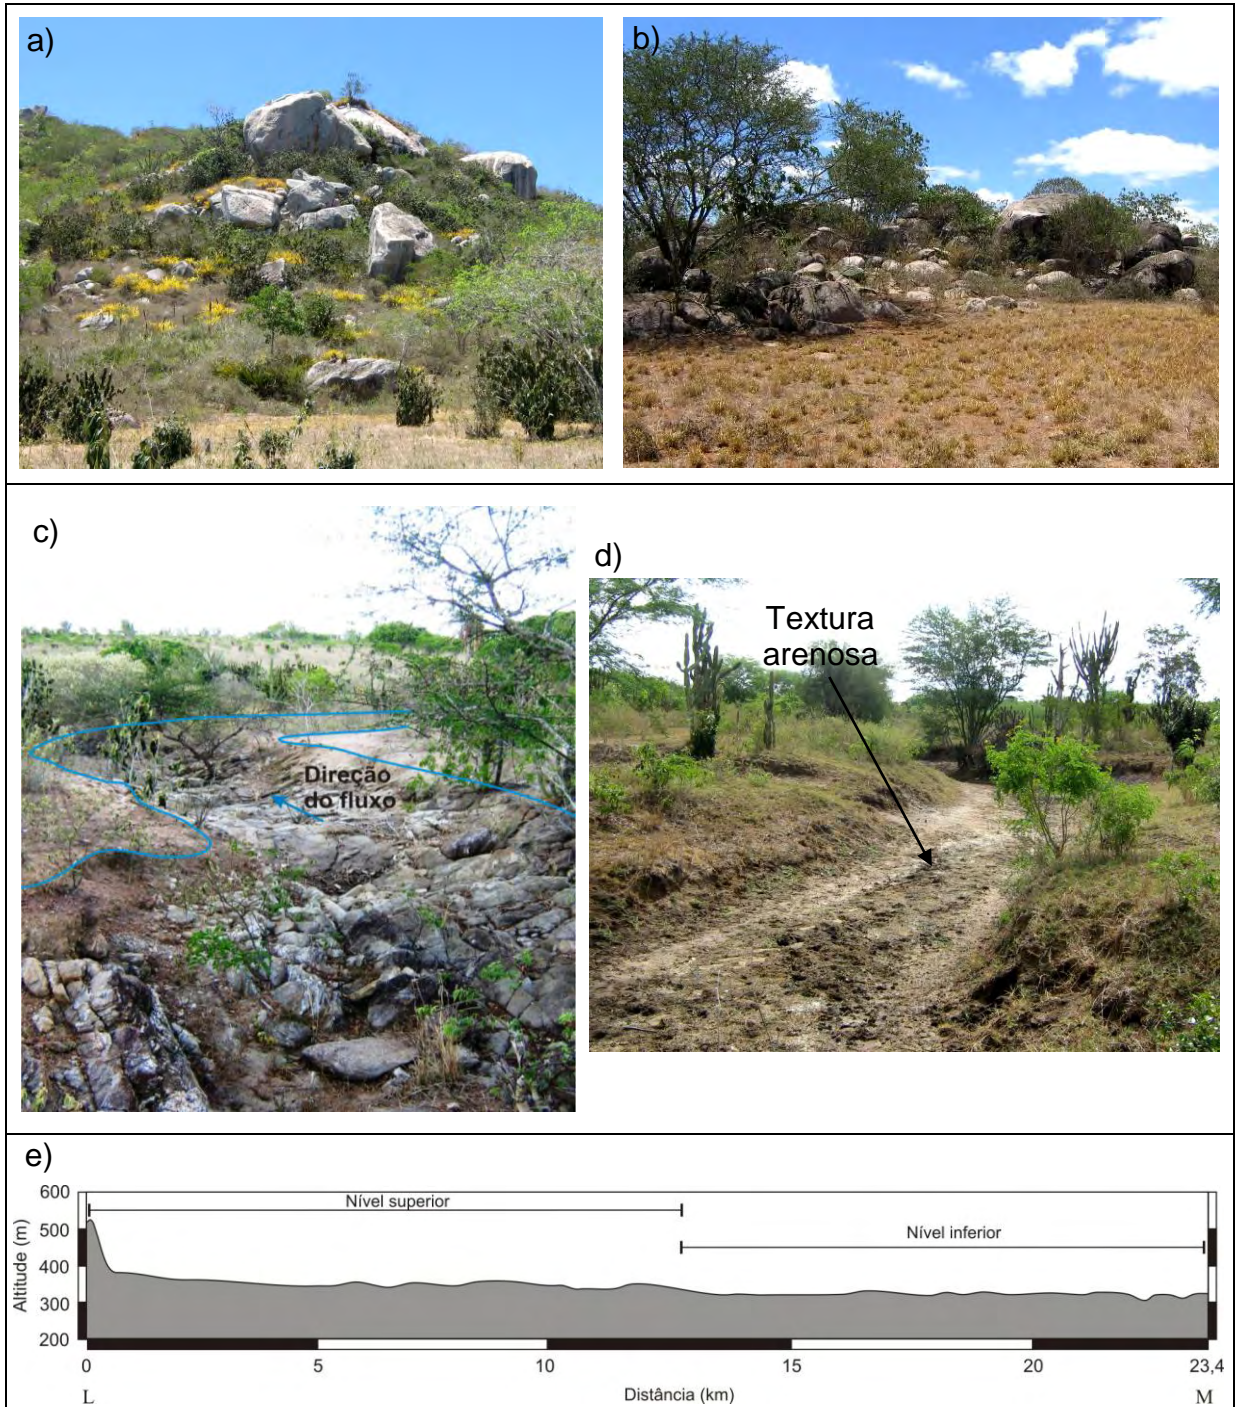 a)
b)
c)
Direção
do fluxo
d)
Textura
arenosa
e)
600
500
400
300
200
Altitude (m)
Nível superior
Nível inferior
0
5
10
15
20
23,4
L
Distância (km)
M